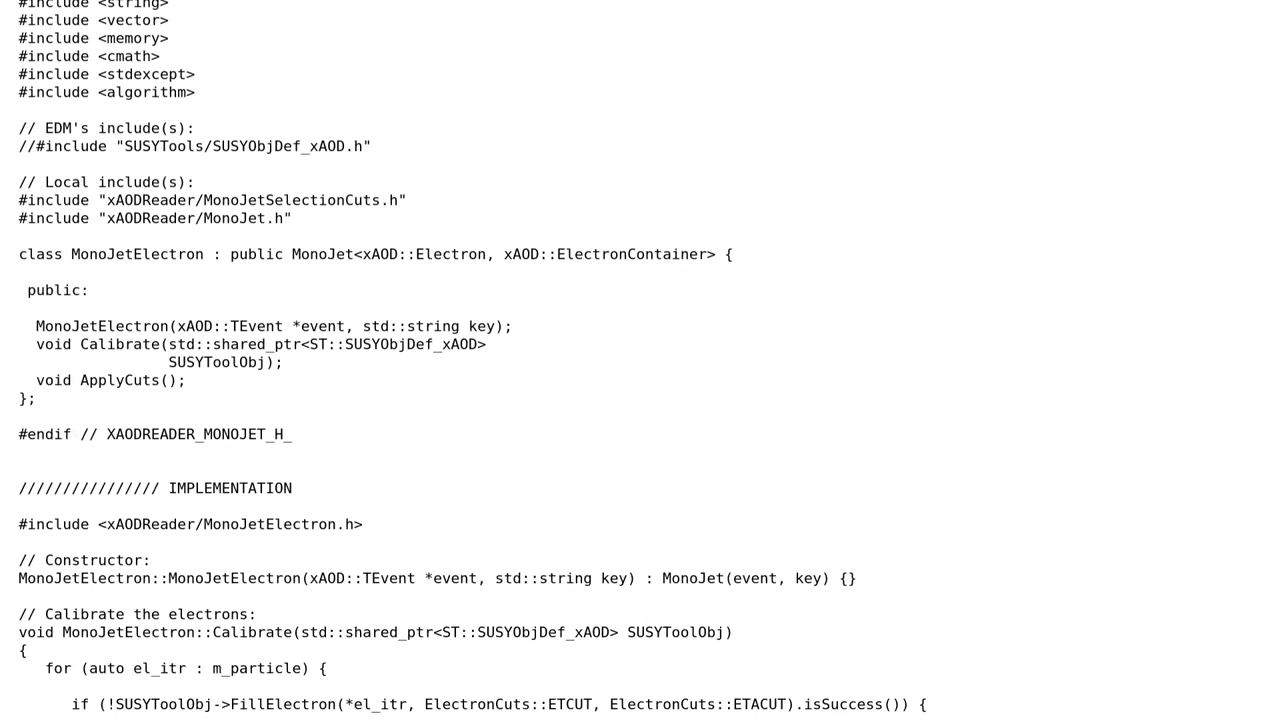 #include <string>
#include <vector>
#include <memory>
#include <cmath>
#include <stdexcept>
#include <algorithm>

// EDM's include(s):
//#include "SUSYTools/SUSYObjDef_xAOD.h"

// Local include(s):
#include "xAODReader/MonoJetSelectionCuts.h"
#include "xAODReader/MonoJet.h"

class MonoJetElectron : public MonoJet<xAOD::Electron, xAOD::ElectronContainer> {

 public:

  MonoJetElectron(xAOD::TEvent *event, std::string key);
  void Calibrate(std::shared_ptr<ST::SUSYObjDef_xAOD>
                 SUSYToolObj);
  void ApplyCuts();
};

#endif // XAODREADER_MONOJET_H_


//////////////// IMPLEMENTATION

#include <xAODReader/MonoJetElectron.h>

// Constructor:
MonoJetElectron::MonoJetElectron(xAOD::TEvent *event, std::string key) : MonoJet(event, key) {}

// Calibrate the electrons:
void MonoJetElectron::Calibrate(std::shared_ptr<ST::SUSYObjDef_xAOD> SUSYToolObj)
{
   for (auto el_itr : m_particle) {

      if (!SUSYToolObj->FillElectron(*el_itr, ElectronCuts::ETCUT, ElectronCuts::ETACUT).isSuccess()) {